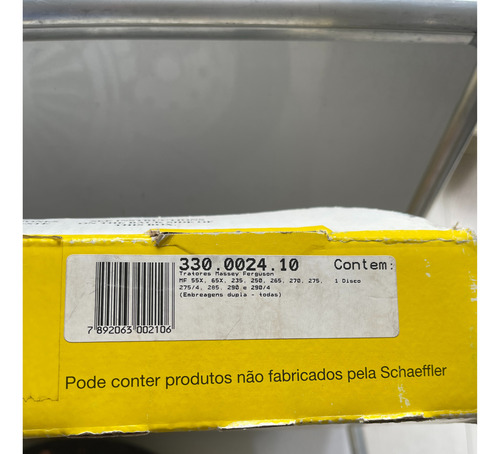 330.0024.10
Contem:
Tratores Massey Ferguson
MF 55X, 65X, 235, 250, 265, 270, 275,
1 Disco
275/4, 285, 290 e 290/4
(Embreagens dupla - todas)
7 892063 002106
Pode conter produtos não fabricados pela Schaeffler